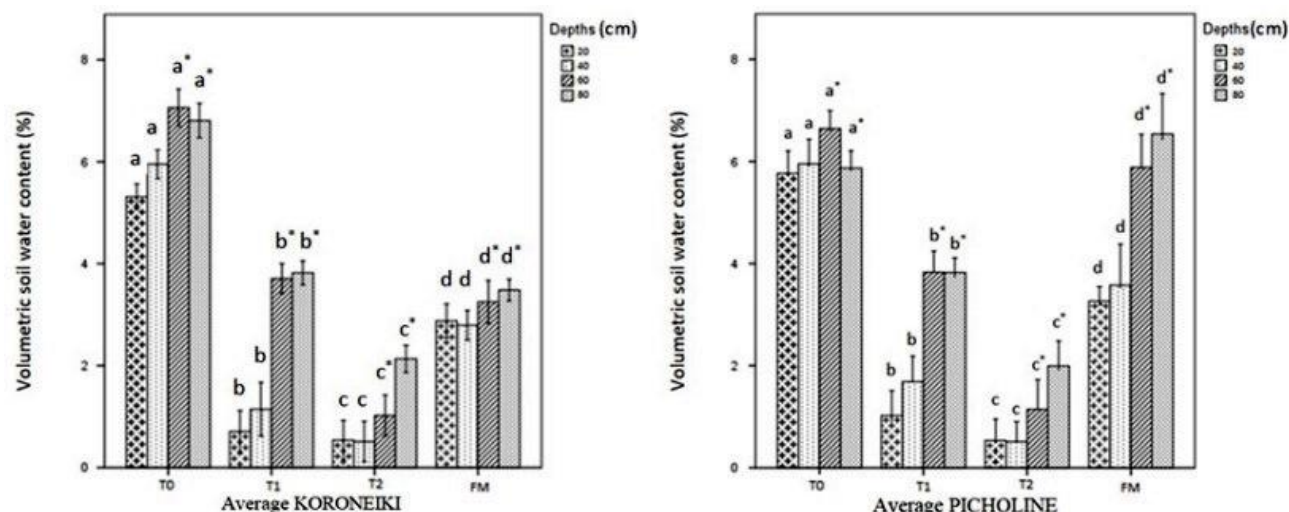 Depths (cm)
20
40
60
80
Volumetric soil water content (%)
8
6
4
2
0
a
a
a*
a*
b
b
b*
b*
c
c
c*
c*
d
d
d*
d*
T0
T1
T2
FM
Average KORONEIKI
Depths (cm)
20
40
60
80
Volumetric soil water content (%)
8
6
4
2
0
a
a
a*
a*
b
b
b*
b*
c
c
c*
c*
d
d
d*
d*
T0
T1
T2
FM
Average PICHOLINE